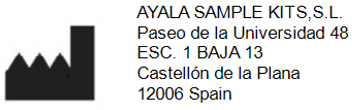 AYALA SAMPLE KITS,S.L.
Paseo de la Universidad 48
ESC. 1 BAJA 13
Castellón de la Plana
12006 Spain